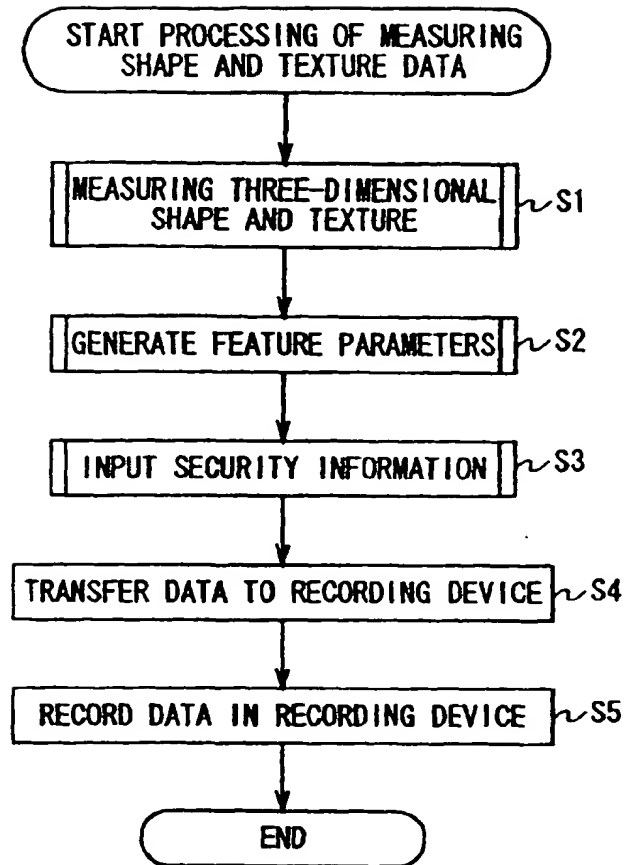 START PROCESSING OF MEASURING
SHAPE AND TEXTURE DATA
MEASURING THREE-DIMENSIONAL
SHAPE AND TEXTURE
S1
GENERATE FEATURE PARAMETERS
S2
INPUT SECURITY INFORMATION
S3
TRANSFER DATA TO RECORDING DEVICE
S4
RECORD DATA IN RECORDING DEVICE
S5
END